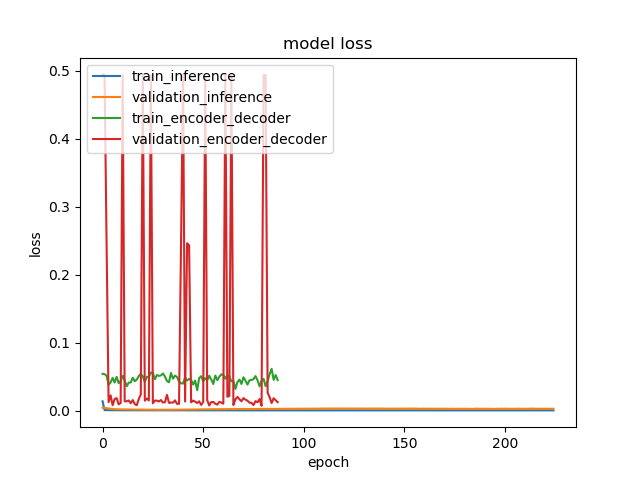 model loss
train_inference
validation_inference
train_encoder_decoder
validation_encoder_decoder
0.5
0.4
0.3
0.2
0.1
0.0
loss
0 50 100 150 200
epoch